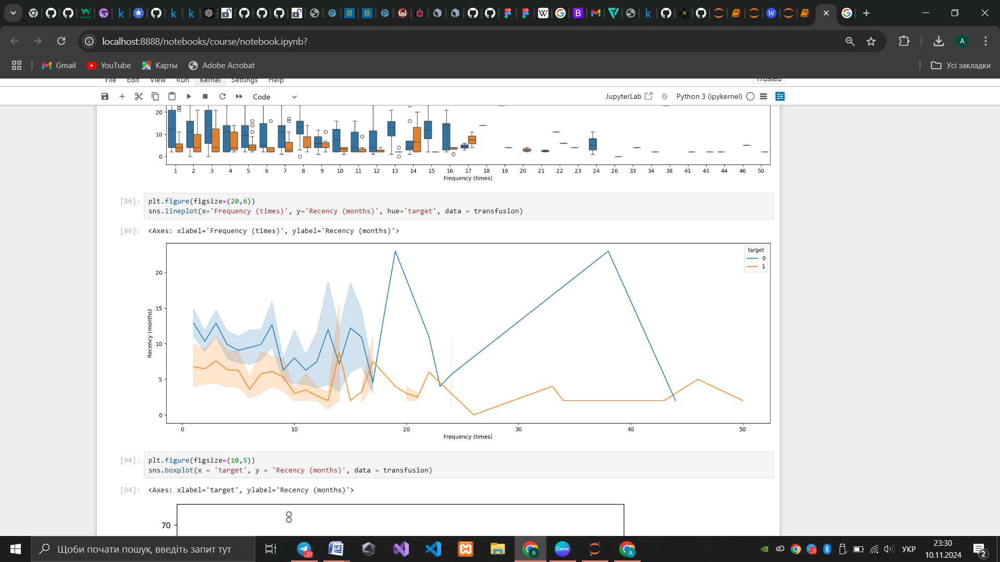 localhost:8888/notebooks/course/notebook.ipynb?
A
Gmail
YouTube
Карты
Adobe Acrobat
Усі закладки
File Edit View Run Kernel Settings Help
Trusted
Code
JupyterLab
Python 3 (ipykernel)
20
10
0
1 2 3 4 5 6 7 8 9 10 11 12 13 14 15 16 17 18 19 20 21 22 23 24 26 33 34 38 41 43 44 46 50
Frequency (times)
[86]:
plt.figure(figsize=(20,6))
sns.lineplot(x='Frequency (times)', y='Recency (months)', hue='target', data = transfusion)
[86]:
<Axes: xlabel='Frequency (times)', ylabel='Recency (months)'>
target
0
1
20
15
10
5
0
Recency (months)
0 10 20 30 40 50
Frequency (times)
[94]:
plt.figure(figsize=(10,5))
sns.boxplot(x = 'target', y = 'Recency (months)', data = transfusion)
[94]:
<Axes: xlabel='target', ylabel='Recency (months)'>
70
Щоби почати пошук, введіть запит тут
31
Canva
УКР
23:30
10.11.2024
2